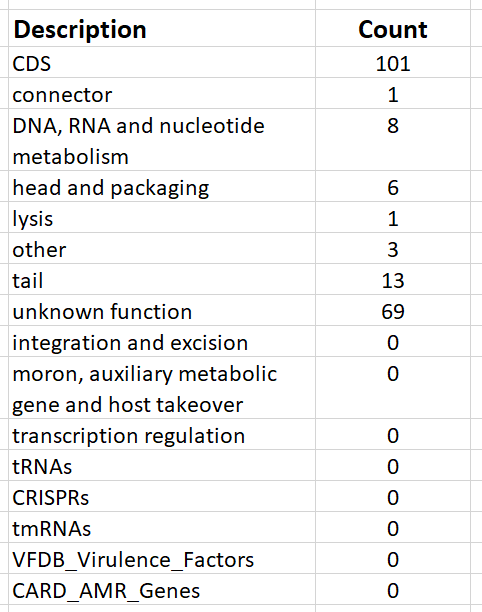 Description Count
CDS 101
connector 1
DNA, RNA and nucleotide 8
metabolism
head and packaging 6
lysis 1
other 3
tail 13
unknown function 69
integration and excision 0
moron, auxiliary metabolic 0
gene and host takeover
transcription regulation 0
tRNAs 0
CRISPRs 0
tmRNAs 0
VFDB_Virulence_Factors 0
CARD_AMR_Genes 0